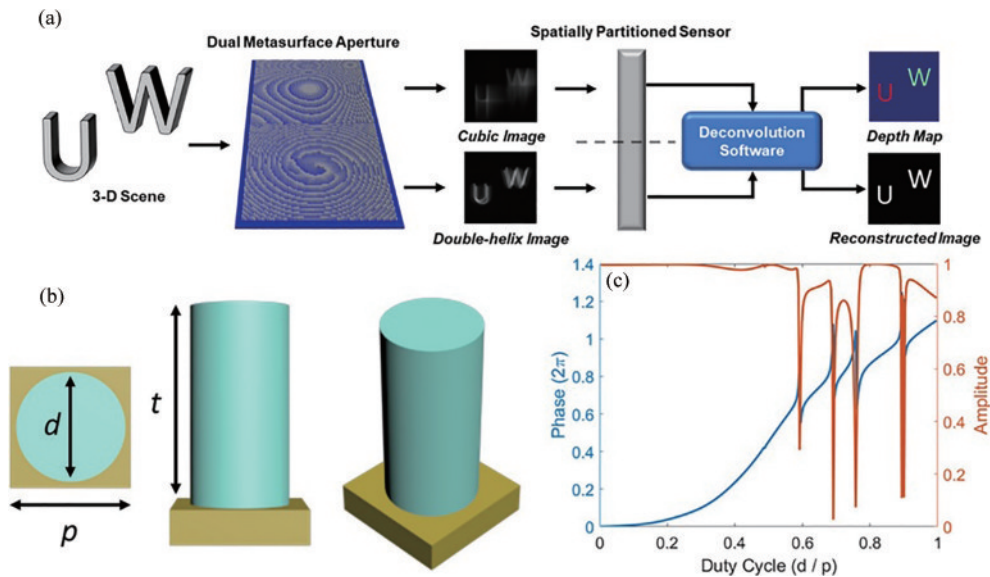 (a)
Dual Metasurface Aperture
Spatially Partitioned Sensor
U W
3-D Scene
U W
Cubic Image
U W
Double-helix Image
Deconvolution
Software
U W
Depth Map
U W
Reconstructed Image
(b)
d
p
t
(c)
1.4
1.2
1
0.8
0.6
0.4
0.2
0
Phase (2π)
1
0.8
0.6
0.4
0.2
0
Amplitude
0 0.2 0.4 0.6 0.8 1
Duty Cycle (d / p)